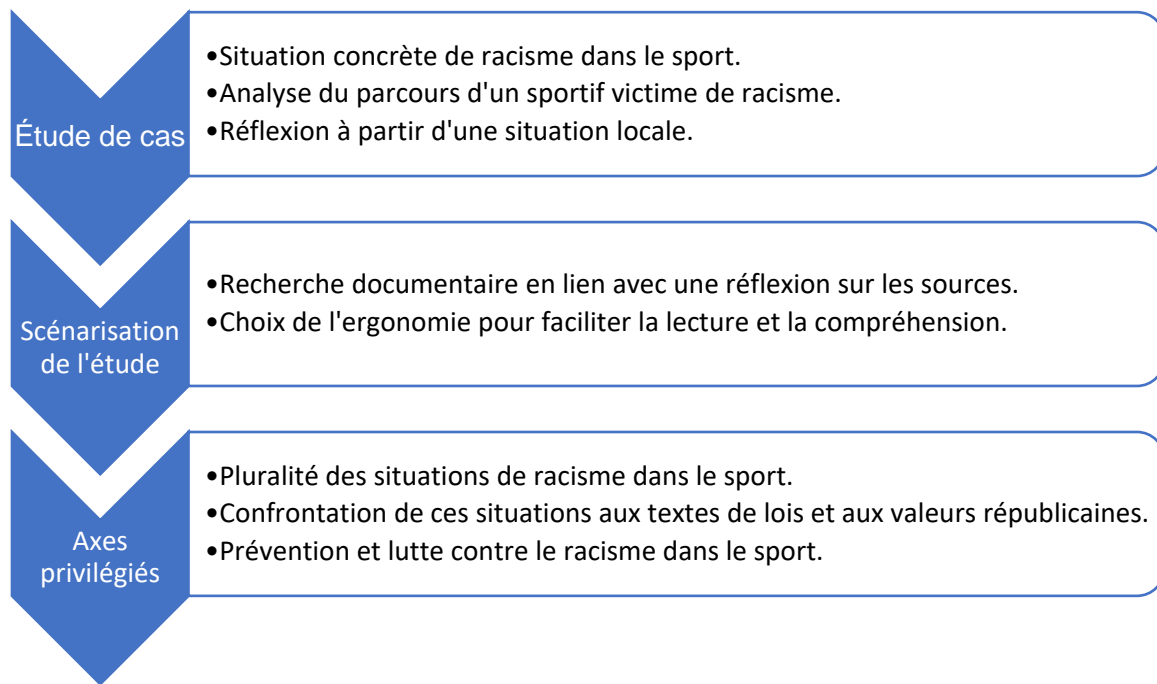 Étude de cas
•Situation concrète de racisme dans le sport.
•Analyse du parcours d'un sportif victime de racisme.
•Réflexion à partir d'une situation locale.
Scénarisation
de l'étude
•Recherche documentaire en lien avec une réflexion sur les sources.
•Choix de l'ergonomie pour faciliter la lecture et la compréhension.
Axes
privilégiés
•Pluralité des situations de racisme dans le sport.
•Confrontation de ces situations aux textes de lois et aux valeurs républicaines.
•Prévention et lutte contre le racisme dans le sport.